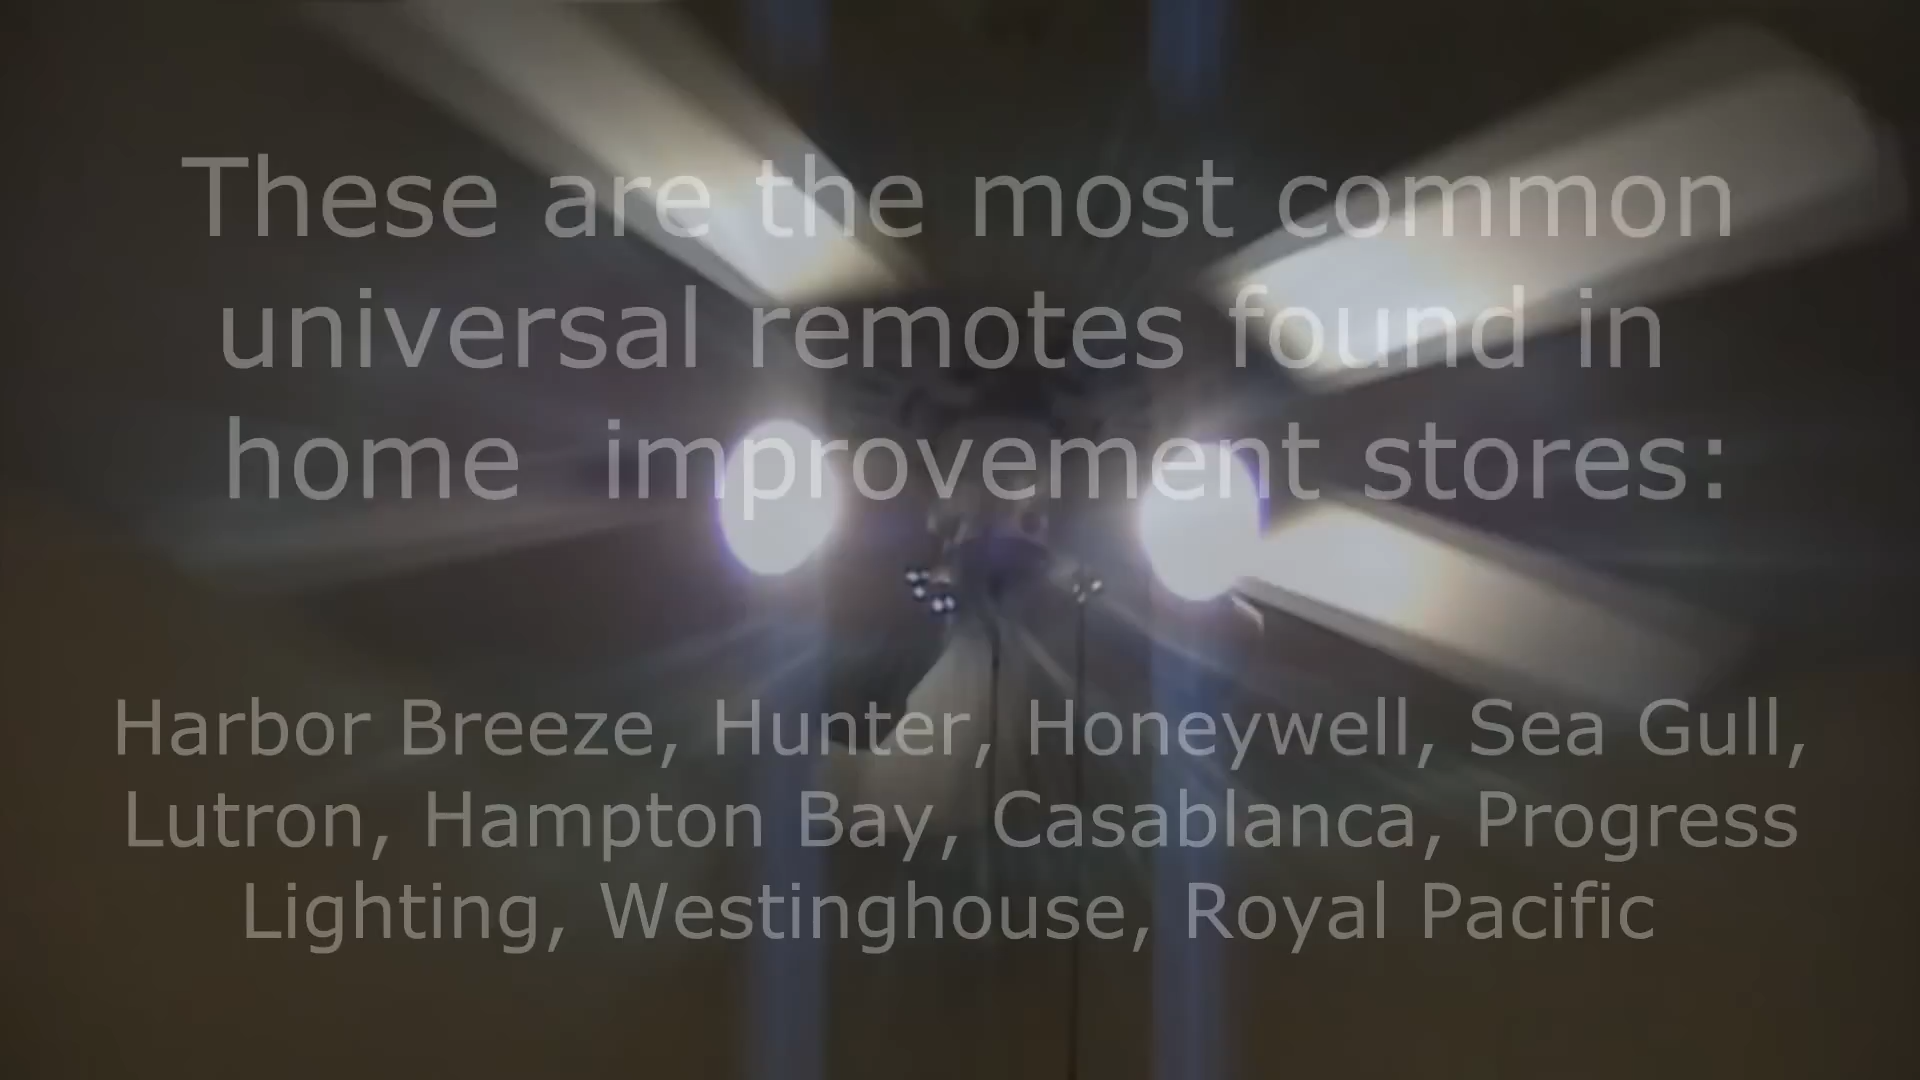 These are the most common
universal remotes found in
home improvement stores:
Harbor Breeze, Hunter, Honeywell, Sea Gull,
Lutron, Hampton Bay, Casablanca, Progress
Lighting, Westinghouse, Royal Pacific